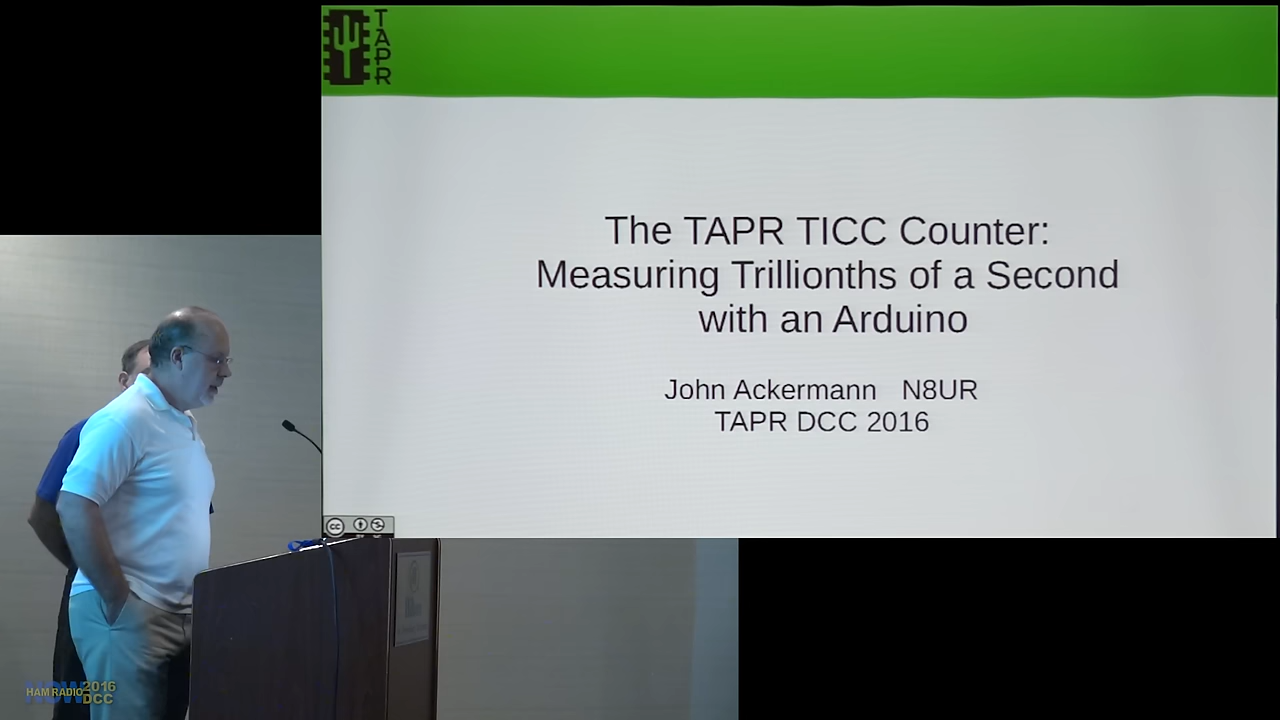 TAPR
The TAPR TICC Counter:
Measuring Trillionths of a Second
with an Arduino
John Ackermann N8UR
TAPR DCC 2016
cc
HAM RADIO 2016
DCC